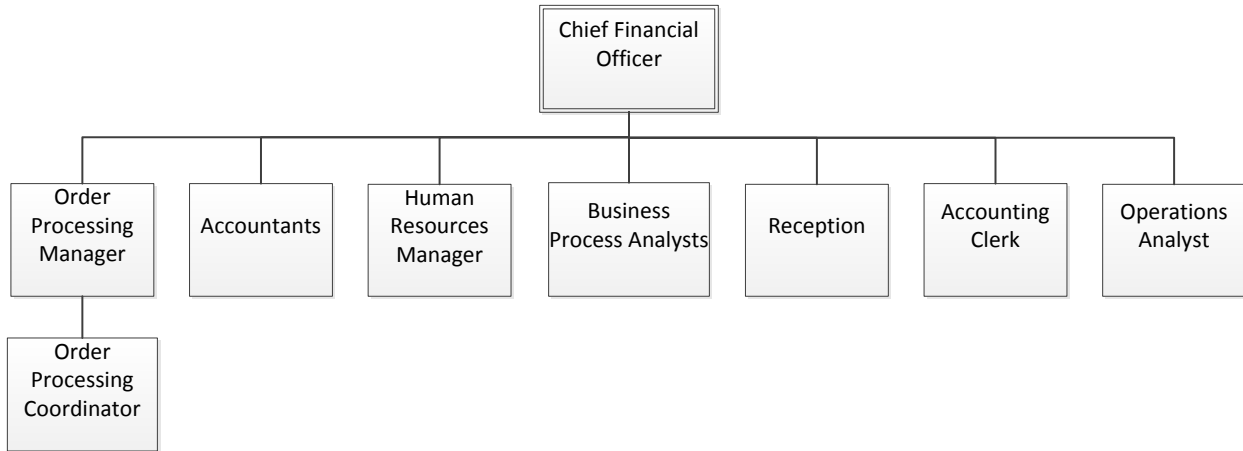 Chief Financial
Officer
Order
Processing
Manager
Accountants
Human
Resources
Manager
Business
Process Analysts
Reception
Accounting
Clerk
Operations
Analyst
Order
Processing
Coordinator